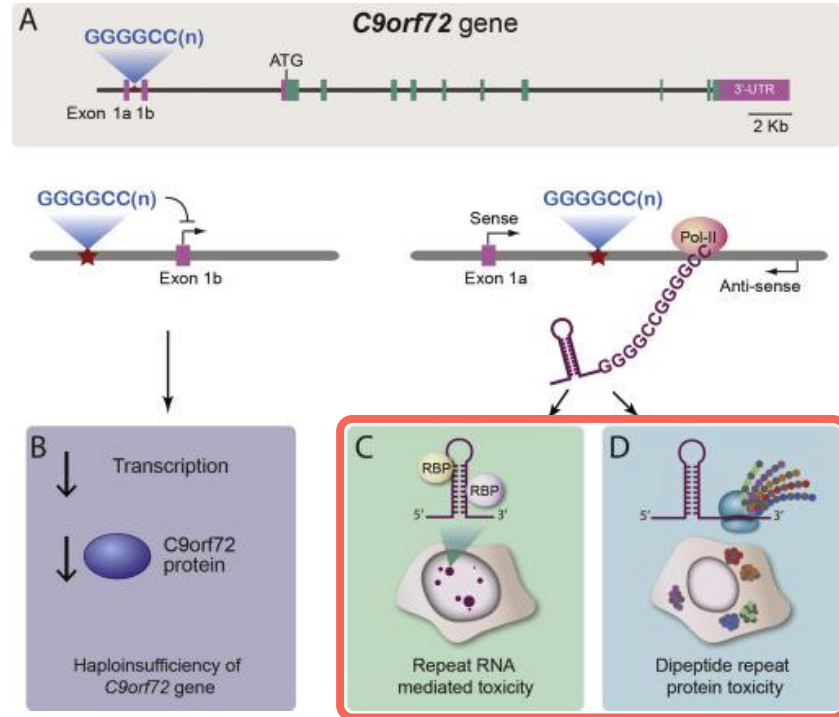 A
C9orf72 gene
GGGGCC(n)
ATG
Exon 1a 1b
3'-UTR
2 Kb
GGGGCC(n)
Exon 1b
GGGGCC(n)
Sense
Pol-II
Exon 1a
Anti-sense
GGGGCCGGGGCC
B
Transcription
C9orf72
protein
Haploinsufficiency of
C9orf72 gene
C
RBP
RBP
5'
3'
Repeat RNA
mediated toxicity
D
5'
3'
Dipeptide repeat
protein toxicity